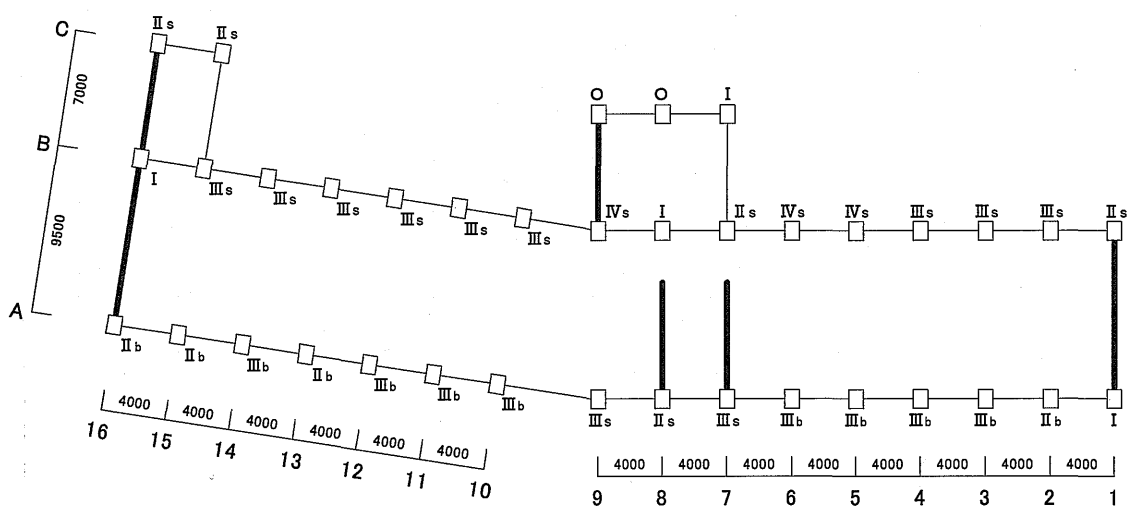 C
Ⅱs Ⅱs
7000
O O Ⅰ
B
Ⅰ Ⅲs Ⅲs Ⅲs Ⅲs Ⅲs Ⅲs
Ⅳs Ⅰ Ⅱs Ⅳs Ⅳs Ⅲs Ⅲs Ⅲs Ⅱs
9500
A
Ⅱb Ⅱb Ⅲb Ⅱb Ⅲb Ⅲb Ⅲb
Ⅲs Ⅱs Ⅲs Ⅲb Ⅲb Ⅲb Ⅲb Ⅱb Ⅰ
4000 4000 4000 4000 4000 4000
16 15 14 13 12 11 10
4000 4000 4000 4000 4000 4000 4000 4000
9 8 7 6 5 4 3 2 1